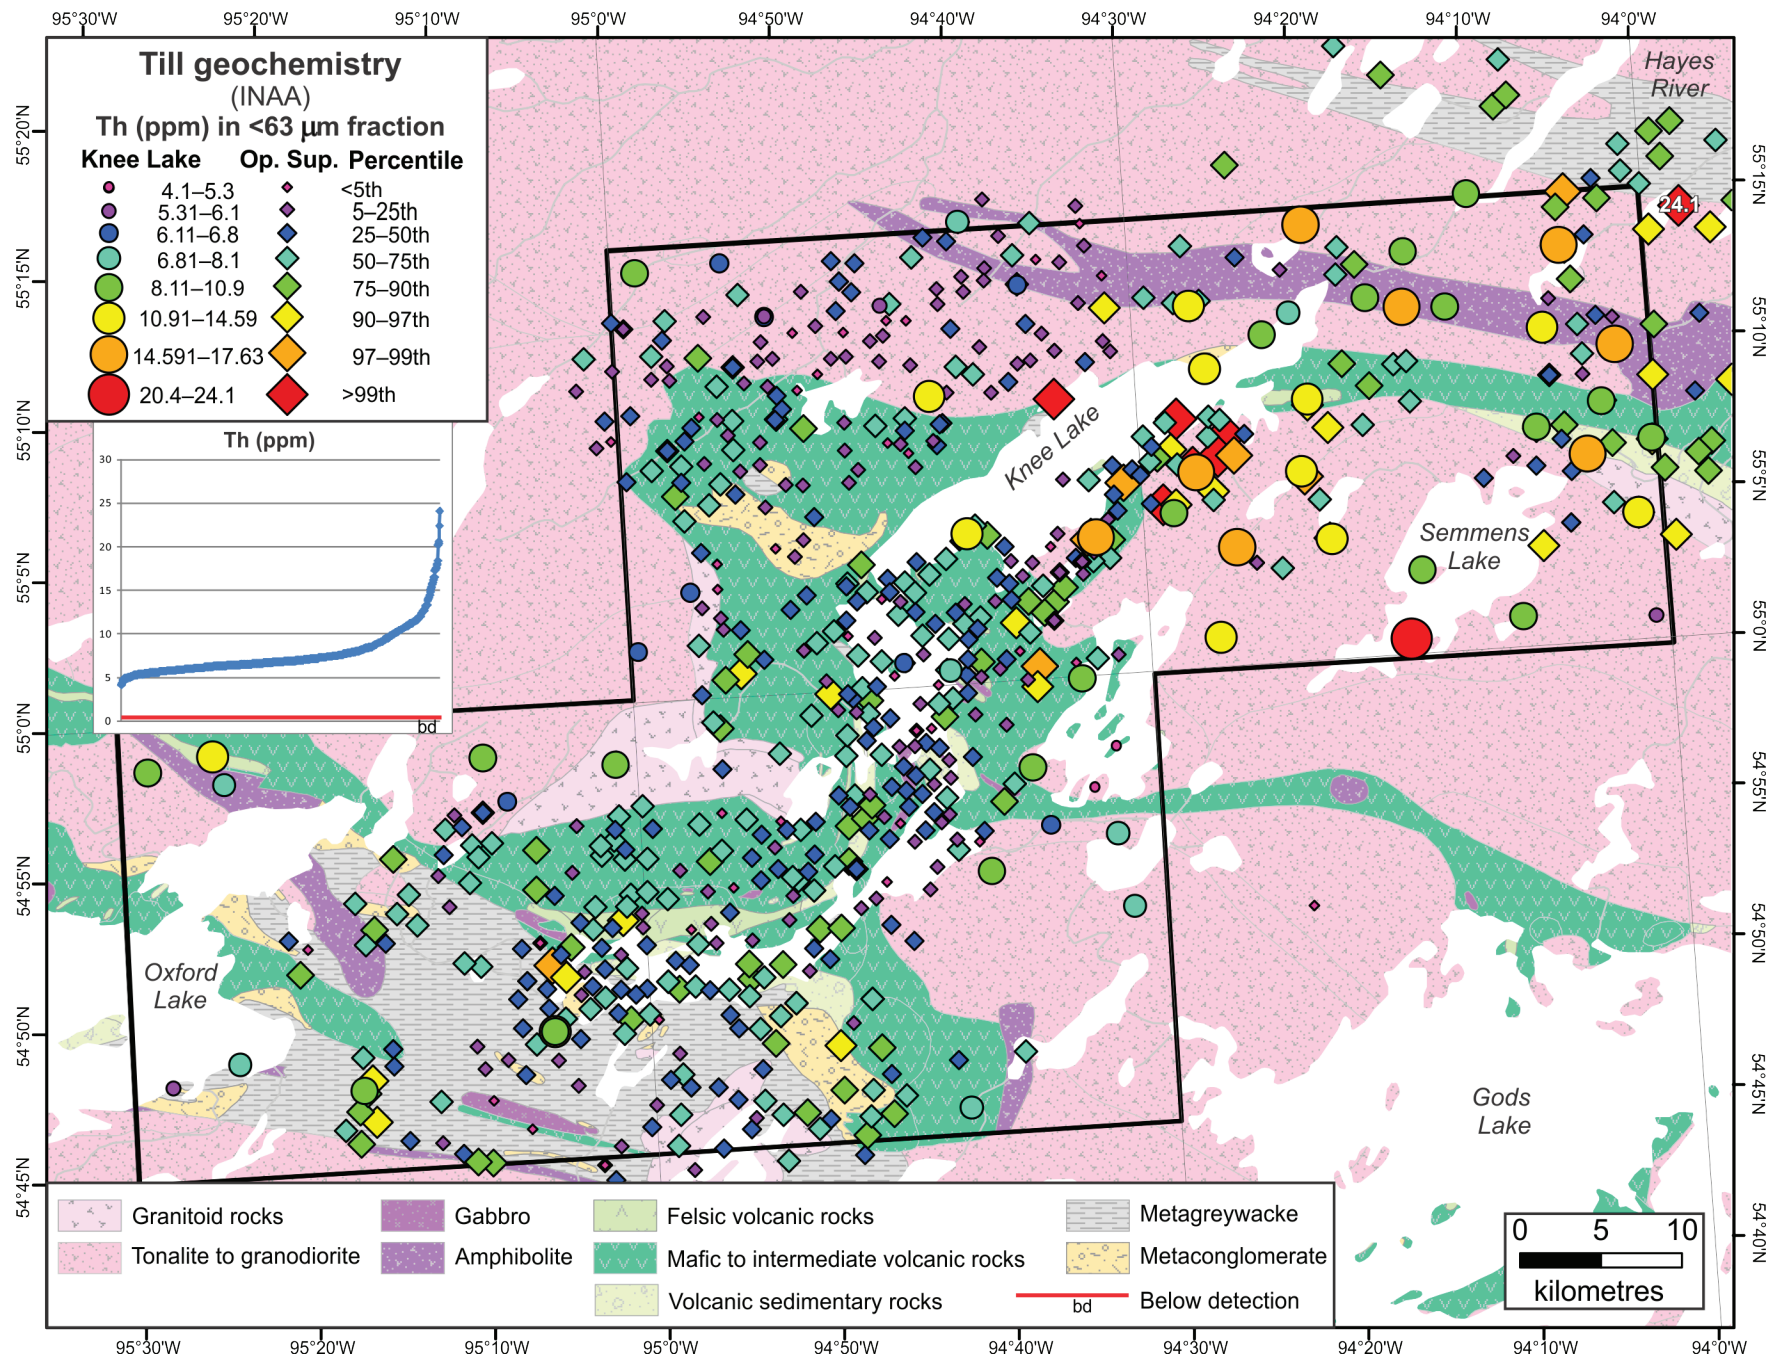 95°30'W 95°20'W 95°10'W 95°0'W 94°50'W 94°40'W 94°30'W 94°20'W 94°10'W 94°0'W
Till geochemistry
(INAA)
Th (ppm) in <63 µm fraction
Knee Lake Op. Sup. Percentile
4.1–5.3 <5th
5.31–6.1 5–25th
6.11–6.8 25–50th
6.81–8.1 50–75th
8.11–10.9 75–90th
10.91–14.59 90–97th
14.591–17.63 97–99th
20.4–24.1 >99th
Th (ppm)
30
25
20
15
10
5
0
bd
55°20'N
55°15'N
55°10'N
55°5'N
55°0'N
54°55'N
54°50'N
54°45'N
Hayes
River
24.1
Knee Lake
Semmens
Lake
Oxford
Lake
Gods
Lake
55°15'N
55°10'N
55°5'N
55°0'N
54°55'N
54°50'N
54°45'N
54°40'N
Granitoid rocks
Tonalite to granodiorite
Gabbro
Amphibolite
Felsic volcanic rocks
Mafic to intermediate volcanic rocks
Volcanic sedimentary rocks
Metagreywacke
Metaconglomerate
bd Below detection
0 5 10
kilometres
95°30'W 95°20'W 95°10'W 95°0'W 94°50'W 94°40'W 94°30'W 94°20'W 94°10'W 94°0'W